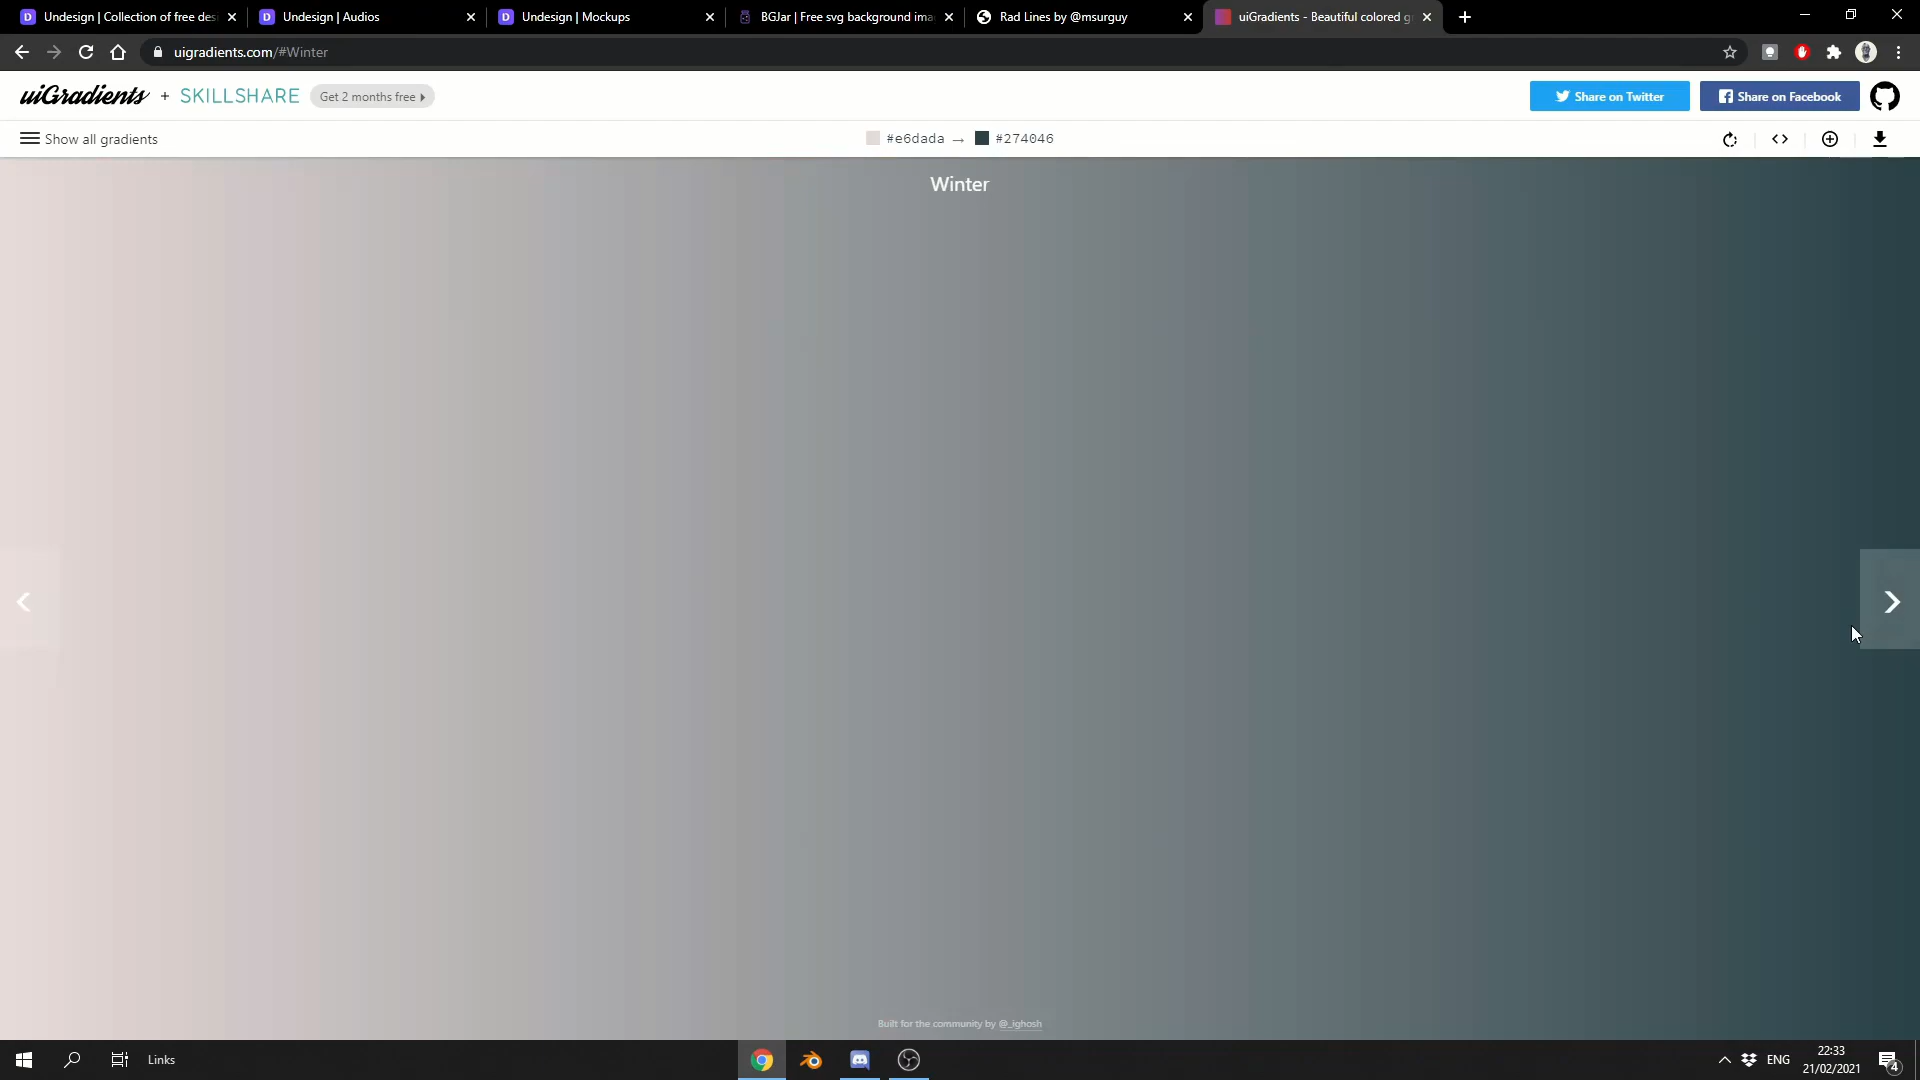 Undesign | Collection of free des
Undesign | Audios
Undesign | Mockups
BGJar | Free svg background ima
Rad Lines by @msurguy
uiGradients - Beautiful colored g
uigradients.com/#Winter
uiGradients + SKILLSHARE Get 2 months free
Share on Twitter
Share on Facebook
Show all gradients
#e6dada → #274046
Winter
Built for the community by @_ighosh
Links
ENG
22:33
21/02/2021
4